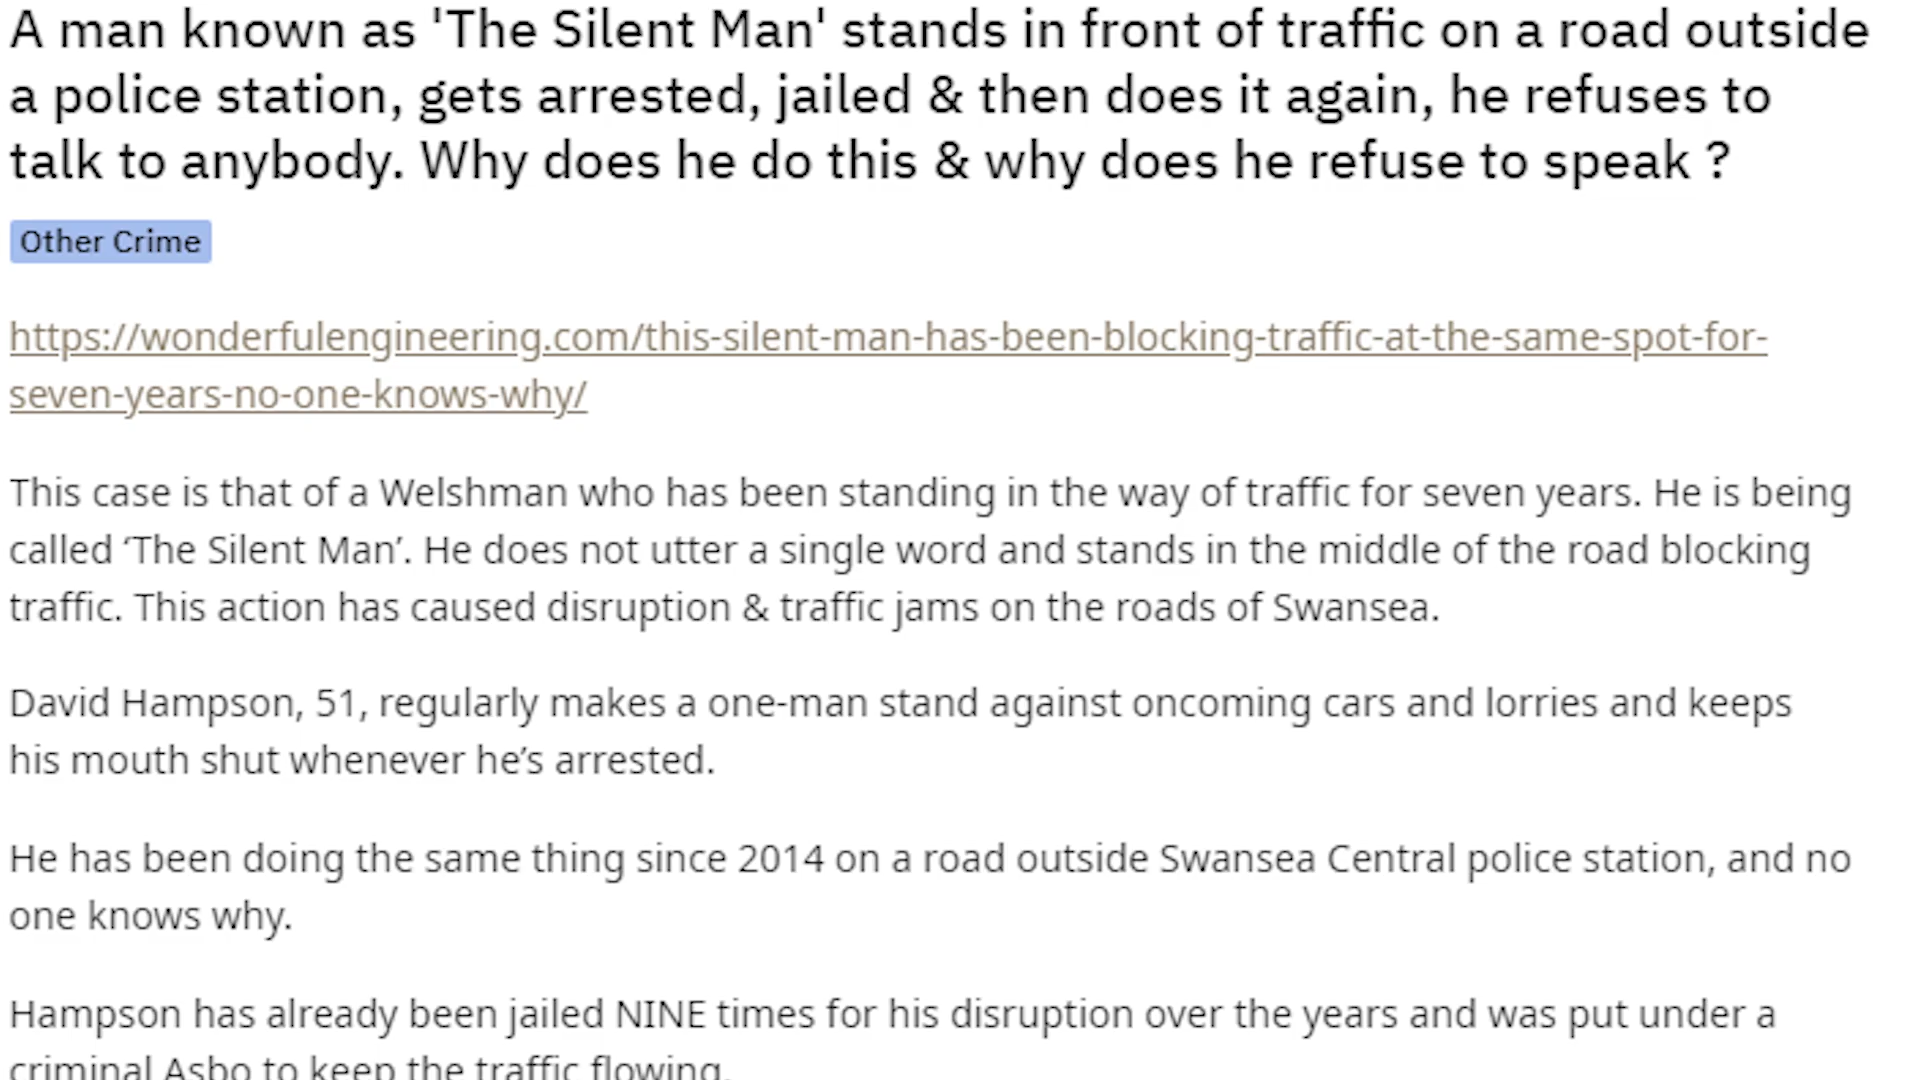 A man known as 'The Silent Man' stands in front of traffic on a road outside
a police station, gets arrested, jailed & then does it again, he refuses to
talk to anybody. Why does he do this & why does he refuse to speak ?
Other Crime
https://wonderfulengineering.com/this-silent-man-has-been-blocking-traffic-at-the-same-spot-for-
seven-years-no-one-knows-why/
This case is that of a Welshman who has been standing in the way of traffic for seven years. He is being
called ‘The Silent Man’. He does not utter a single word and stands in the middle of the road blocking
traffic. This action has caused disruption & traffic jams on the roads of Swansea.
David Hampson, 51, regularly makes a one-man stand against oncoming cars and lorries and keeps
his mouth shut whenever he’s arrested.
He has been doing the same thing since 2014 on a road outside Swansea Central police station, and no
one knows why.
Hampson has already been jailed NINE times for his disruption over the years and was put under a
criminal Asbo to keep the traffic flowing.